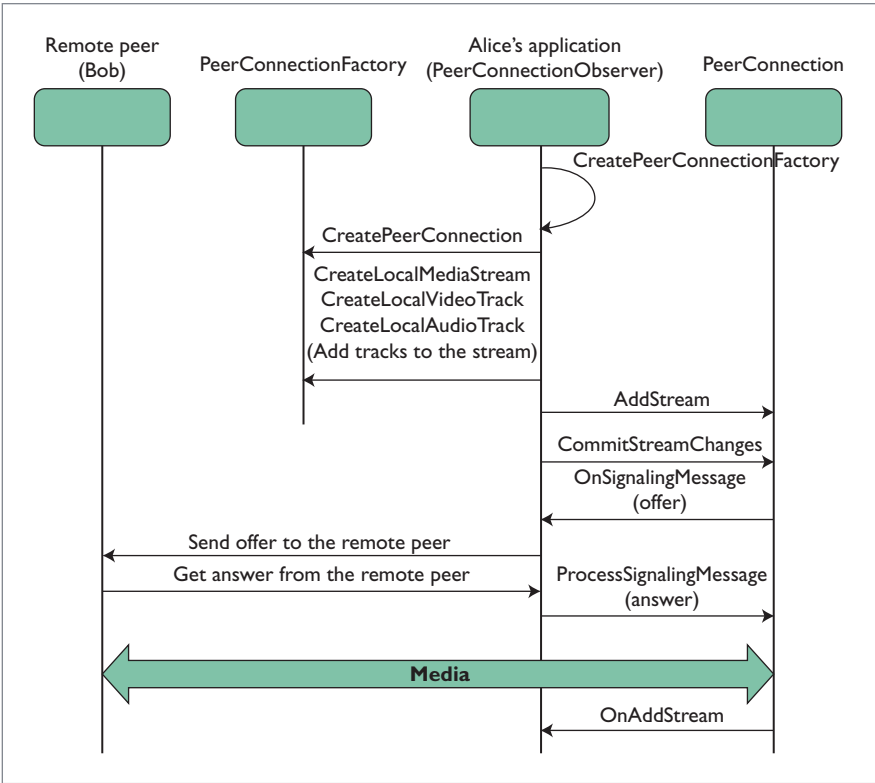 Remote peer
(Bob)
PeerConnectionFactory
Alice's application
(PeerConnectionObserver)
PeerConnection
CreatePeerConnectionFactory
CreatePeerConnection
CreateLocalMediaStream
CreateLocalVideoTrack
CreateLocalAudioTrack
(Add tracks to the stream)
AddStream
CommitStreamChanges
OnSignalingMessage
(offer)
Send offer to the remote peer
Get answer from the remote peer
ProcessSignalingMessage
(answer)
Media
OnAddStream